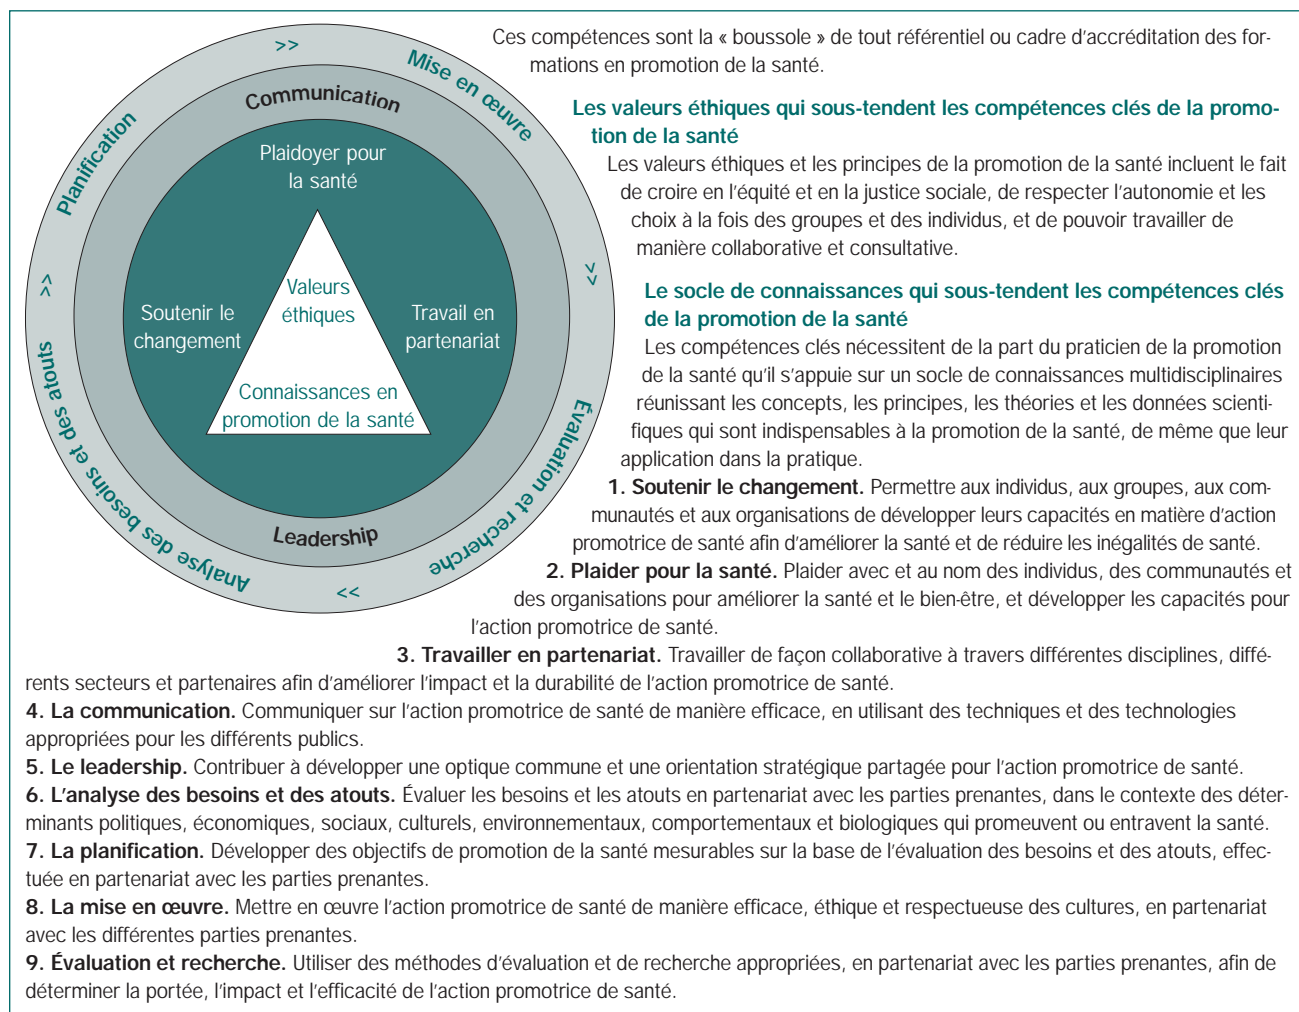 >>
Mise en œuvre
Planification
Communication
Plaidoyer pour
la santé
>>
>>
Valeurs
éthiques
Soutenir le
changement
Travail en
partenariat
Connaissances en
promotion de la santé
Analyse des besoins et des atouts
Évaluation et recherche
Leadership
>>
Ces compétences sont la « boussole » de tout référentiel ou cadre d'accréditation des for-
mations en promotion de la santé.
Les valeurs éthiques qui sous-tendent les compétences clés de la promo-
tion de la santé
Les valeurs éthiques et les principes de la promotion de la santé incluent le fait
de croire en l'équité et en la justice sociale, de respecter l'autonomie et les
choix à la fois des groupes et des individus, et de pouvoir travailler de
manière collaborative et consultative.
Le socle de connaissances qui sous-tendent les compétences clés
de la promotion de la santé
Les compétences clés nécessitent de la part du praticien de la promotion
de la santé qu'il s'appuie sur un socle de connaissances multidisciplinaires
réunissant les concepts, les principes, les théories et les données scienti-
fiques qui sont indispensables à la promotion de la santé, de même que leur
application dans la pratique.
1. Soutenir le changement. Permettre aux individus, aux groupes, aux com-
munautés et aux organisations de développer leurs capacités en matière d'action
promotrice de santé afin d'améliorer la santé et de réduire les inégalités de santé.
2. Plaider pour la santé. Plaider avec et au nom des individus, des communautés et
des organisations pour améliorer la santé et le bien-être, et développer les capacités pour
l'action promotrice de santé.
3. Travailler en partenariat. Travailler de façon collaborative à travers différentes disciplines, diffé-
rents secteurs et partenaires afin d'améliorer l'impact et la durabilité de l'action promotrice de santé.
4. La communication. Communiquer sur l'action promotrice de santé de manière efficace, en utilisant des techniques et des technologies
appropriées pour les différents publics.
5. Le leadership. Contribuer à développer une optique commune et une orientation stratégique partagée pour l'action promotrice de santé.
6. L'analyse des besoins et des atouts. Évaluer les besoins et les atouts en partenariat avec les parties prenantes, dans le contexte des déter-
minants politiques, économiques, sociaux, culturels, environnementaux, comportementaux et biologiques qui promeuvent ou entravent la santé.
7. La planification. Développer des objectifs de promotion de la santé mesurables sur la base de l'évaluation des besoins et des atouts, effec-
tuée en partenariat avec les parties prenantes.
8. La mise en œuvre. Mettre en œuvre l'action promotrice de santé de manière efficace, éthique et respectueuse des cultures, en partenariat
avec les différentes parties prenantes.
9. Évaluation et recherche. Utiliser des méthodes d'évaluation et de recherche appropriées, en partenariat avec les parties prenantes, afin de
déterminer la portée, l'impact et l'efficacité de l'action promotrice de santé.